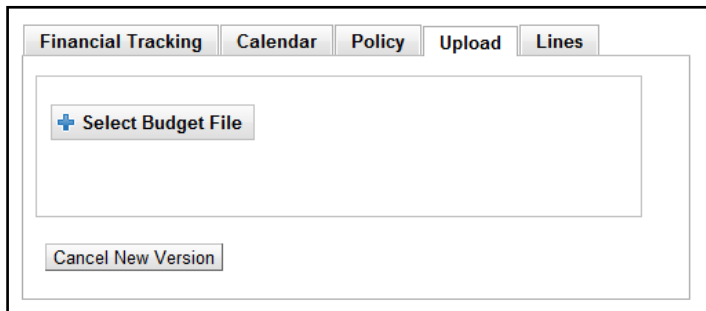 Financial Tracking Calendar Policy Upload Lines
Select Budget File
Cancel New Version